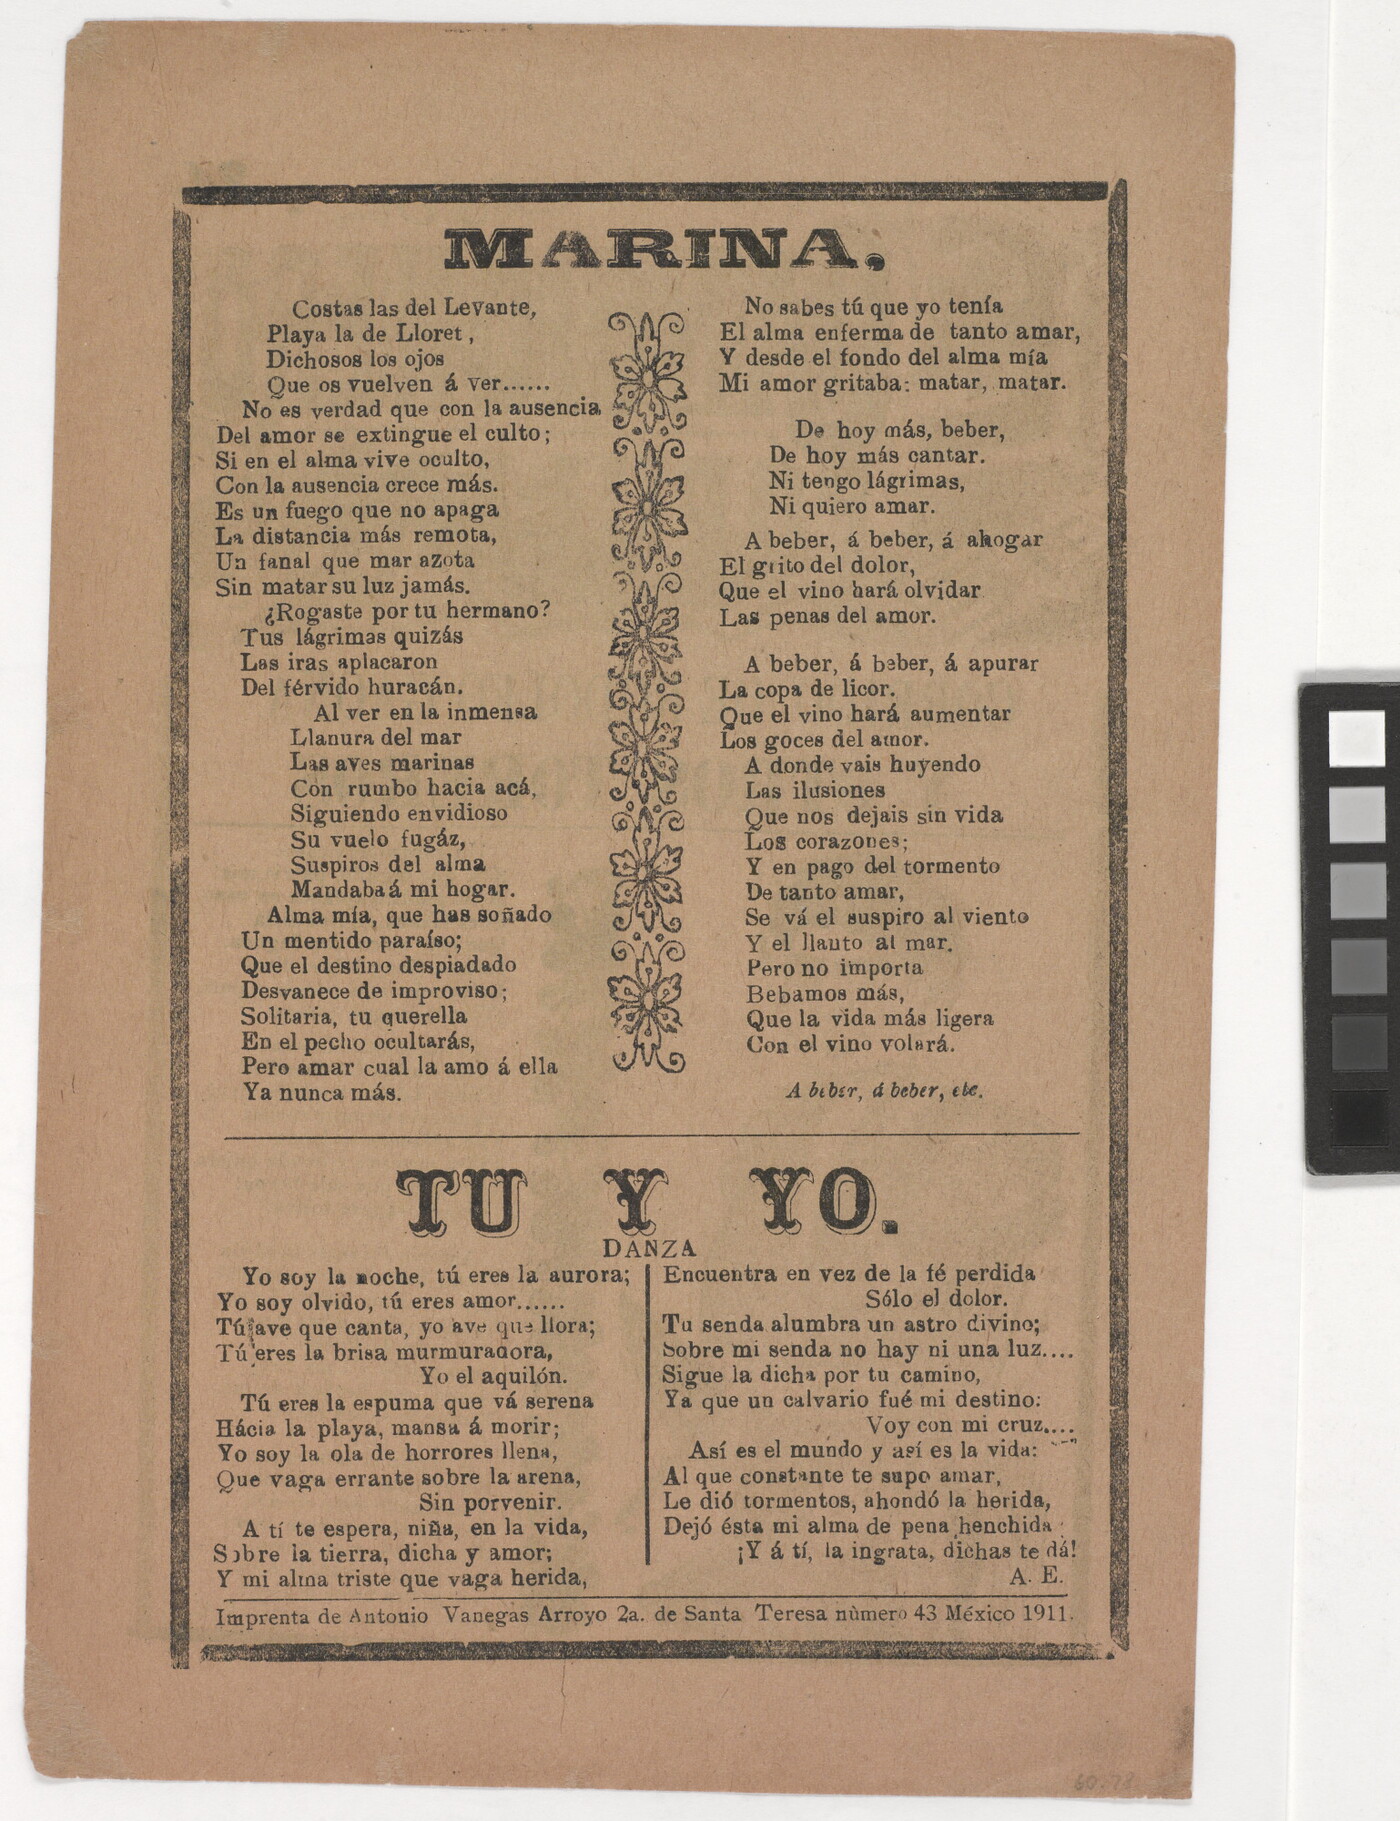 MARINA.
Costas las del Levante,
Playa la de Lloret,
Dichosos los ojos
Que os vuelven á ver......
No es verdad que con la ausencia
Del amor se extingue el culto;
Si en el alma vive oculto,
Con la ausencia crece más.
Es un fuego que no apaga
La distancia más remota,
Un fanal que mar azota
Sin matar su luz jamás.
¿Rogaste por tu hermano?
Tus lágrimas quizás
Las iras aplacaron
Del férvido huracán.
Al ver en la inmensa
Llanura del mar
Las aves marinas
Con rumbo hacia acá,
Siguiendo envidioso
Su vuelo fugáz,
Suspiros del alma
Mandaba á mi hogar.
Alma mía, que has soñado
Un mentido paraíso;
Que el destino despiadado
Desvanece de improviso;
Solitaria, tu querella
En el pecho ocultarás,
Pero amar cual la amo á ella
Ya nunca más.
No sabes tú que yo tenía
El alma enferma de tanto amar,
Y desde el fondo del alma mía
Mi amor gritaba: matar, matar.
De hoy más, beber,
De hoy más cantar.
Ni tengo lágrimas,
Ni quiero amar.
A beber, á beber, á ahogar
El grito del dolor,
Que el vino hará olvidar
Las penas del amor.
A beber, á beber, á apurar
La copa de licor.
Que el vino hará aumentar
Los goces del amor.
A donde vais huyendo
Las ilusiones
Que nos dejais sin vida
Los corazones;
Y en pago del tormento
De tanto amar,
Se vá el suspiro al viento
Y el llanto al mar.
Pero no importa
Bebamos más,
Que la vida más ligera
Con el vino volará.
A beber, á beber, etc.
TU Y YO.
DANZA
Yo soy la noche, tú eres la aurora;
Yo soy olvido, tú eres amor......
Tú ave que canta, yo ave que llora;
Tú eres la brisa murmuradora,
Yo el aquilón.
Tú eres la espuma que vá serena
Hácia la playa, mansa á morir;
Yo soy la ola de horrores llena,
Que vaga errante sobre la arena,
Sin porvenir.
A tí te espera, niña, en la vida,
Sobre la tierra, dicha y amor;
Y mi alma triste que vaga herida,
Encuentra en vez de la fé perdida
Sólo el dolor.
Tu senda alumbra un astro divino;
Sobre mi senda no hay ni una luz....
Sigue la dicha por tu camino,
Ya que un calvario fué mi destino:
Voy con mi cruz....
Así es el mundo y así es la vida:
Al que constante te supo amar,
Le dió tormentos, ahondó la herida,
Dejó ésta mi alma de pena henchida
¡Y á tí, la ingrata, dichas te dá!
A. E.
Imprenta de Antonio Vanegas Arroyo 2a. de Santa Teresa nùmero 43 México 1911.
60.78